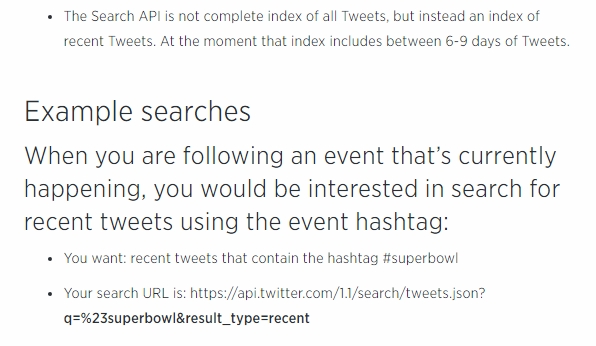 • The Search API is not complete index of all Tweets, but instead an index of
recent Tweets. At the moment that index includes between 6-9 days of Tweets.
Example searches
When you are following an event that’s currently
happening, you would be interested in search for
recent tweets using the event hashtag:
• You want: recent tweets that contain the hashtag #superbowl
• Your search URL is: https://api.twitter.com/1.1/search/tweets.json?
q=%23superbowl&result_type=recent